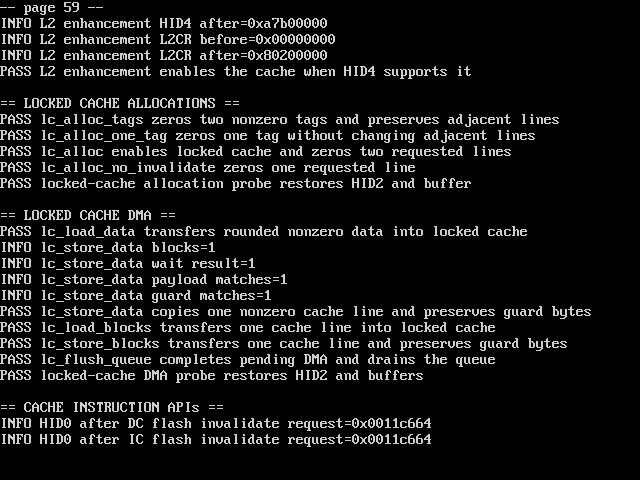 -- page 59 --
INFO L2 enhancement HID4 after=0xa7b00000
INFO L2 enhancement L2CR before=0x00000000
INFO L2 enhancement L2CR after=0x80200000
PASS L2 enhancement enables the cache when HID4 supports it
== LOCKED CACHE ALLOCATIONS ==
PASS lc_alloc_tags zeros two nonzero tags and preserves adjacent lines
PASS lc_alloc_one_tag zeros one tag without changing adjacent lines
PASS lc_alloc enables locked cache and zeros two requested lines
PASS lc_alloc_no_invalidate zeros one requested line
PASS locked-cache allocation probe restores HID2 and buffer
== LOCKED CACHE DMA ==
PASS lc_load_data transfers rounded nonzero data into locked cache
INFO lc_store_data blocks=1
INFO lc_store_data wait result=1
INFO lc_store_data payload matches=1
INFO lc_store_data guard matches=1
PASS lc_store_data copies one nonzero cache line and preserves guard bytes
PASS lc_load_blocks transfers one cache line into locked cache
PASS lc_store_blocks transfers one cache line and preserves guard bytes
PASS lc_flush_queue completes pending DMA and drains the queue
PASS locked-cache DMA probe restores HID2 and buffers
== CACHE INSTRUCTION APIs ==
INFO HID0 after DC flash invalidate request=0x0011c664
INFO HID0 after IC flash invalidate request=0x0011c664